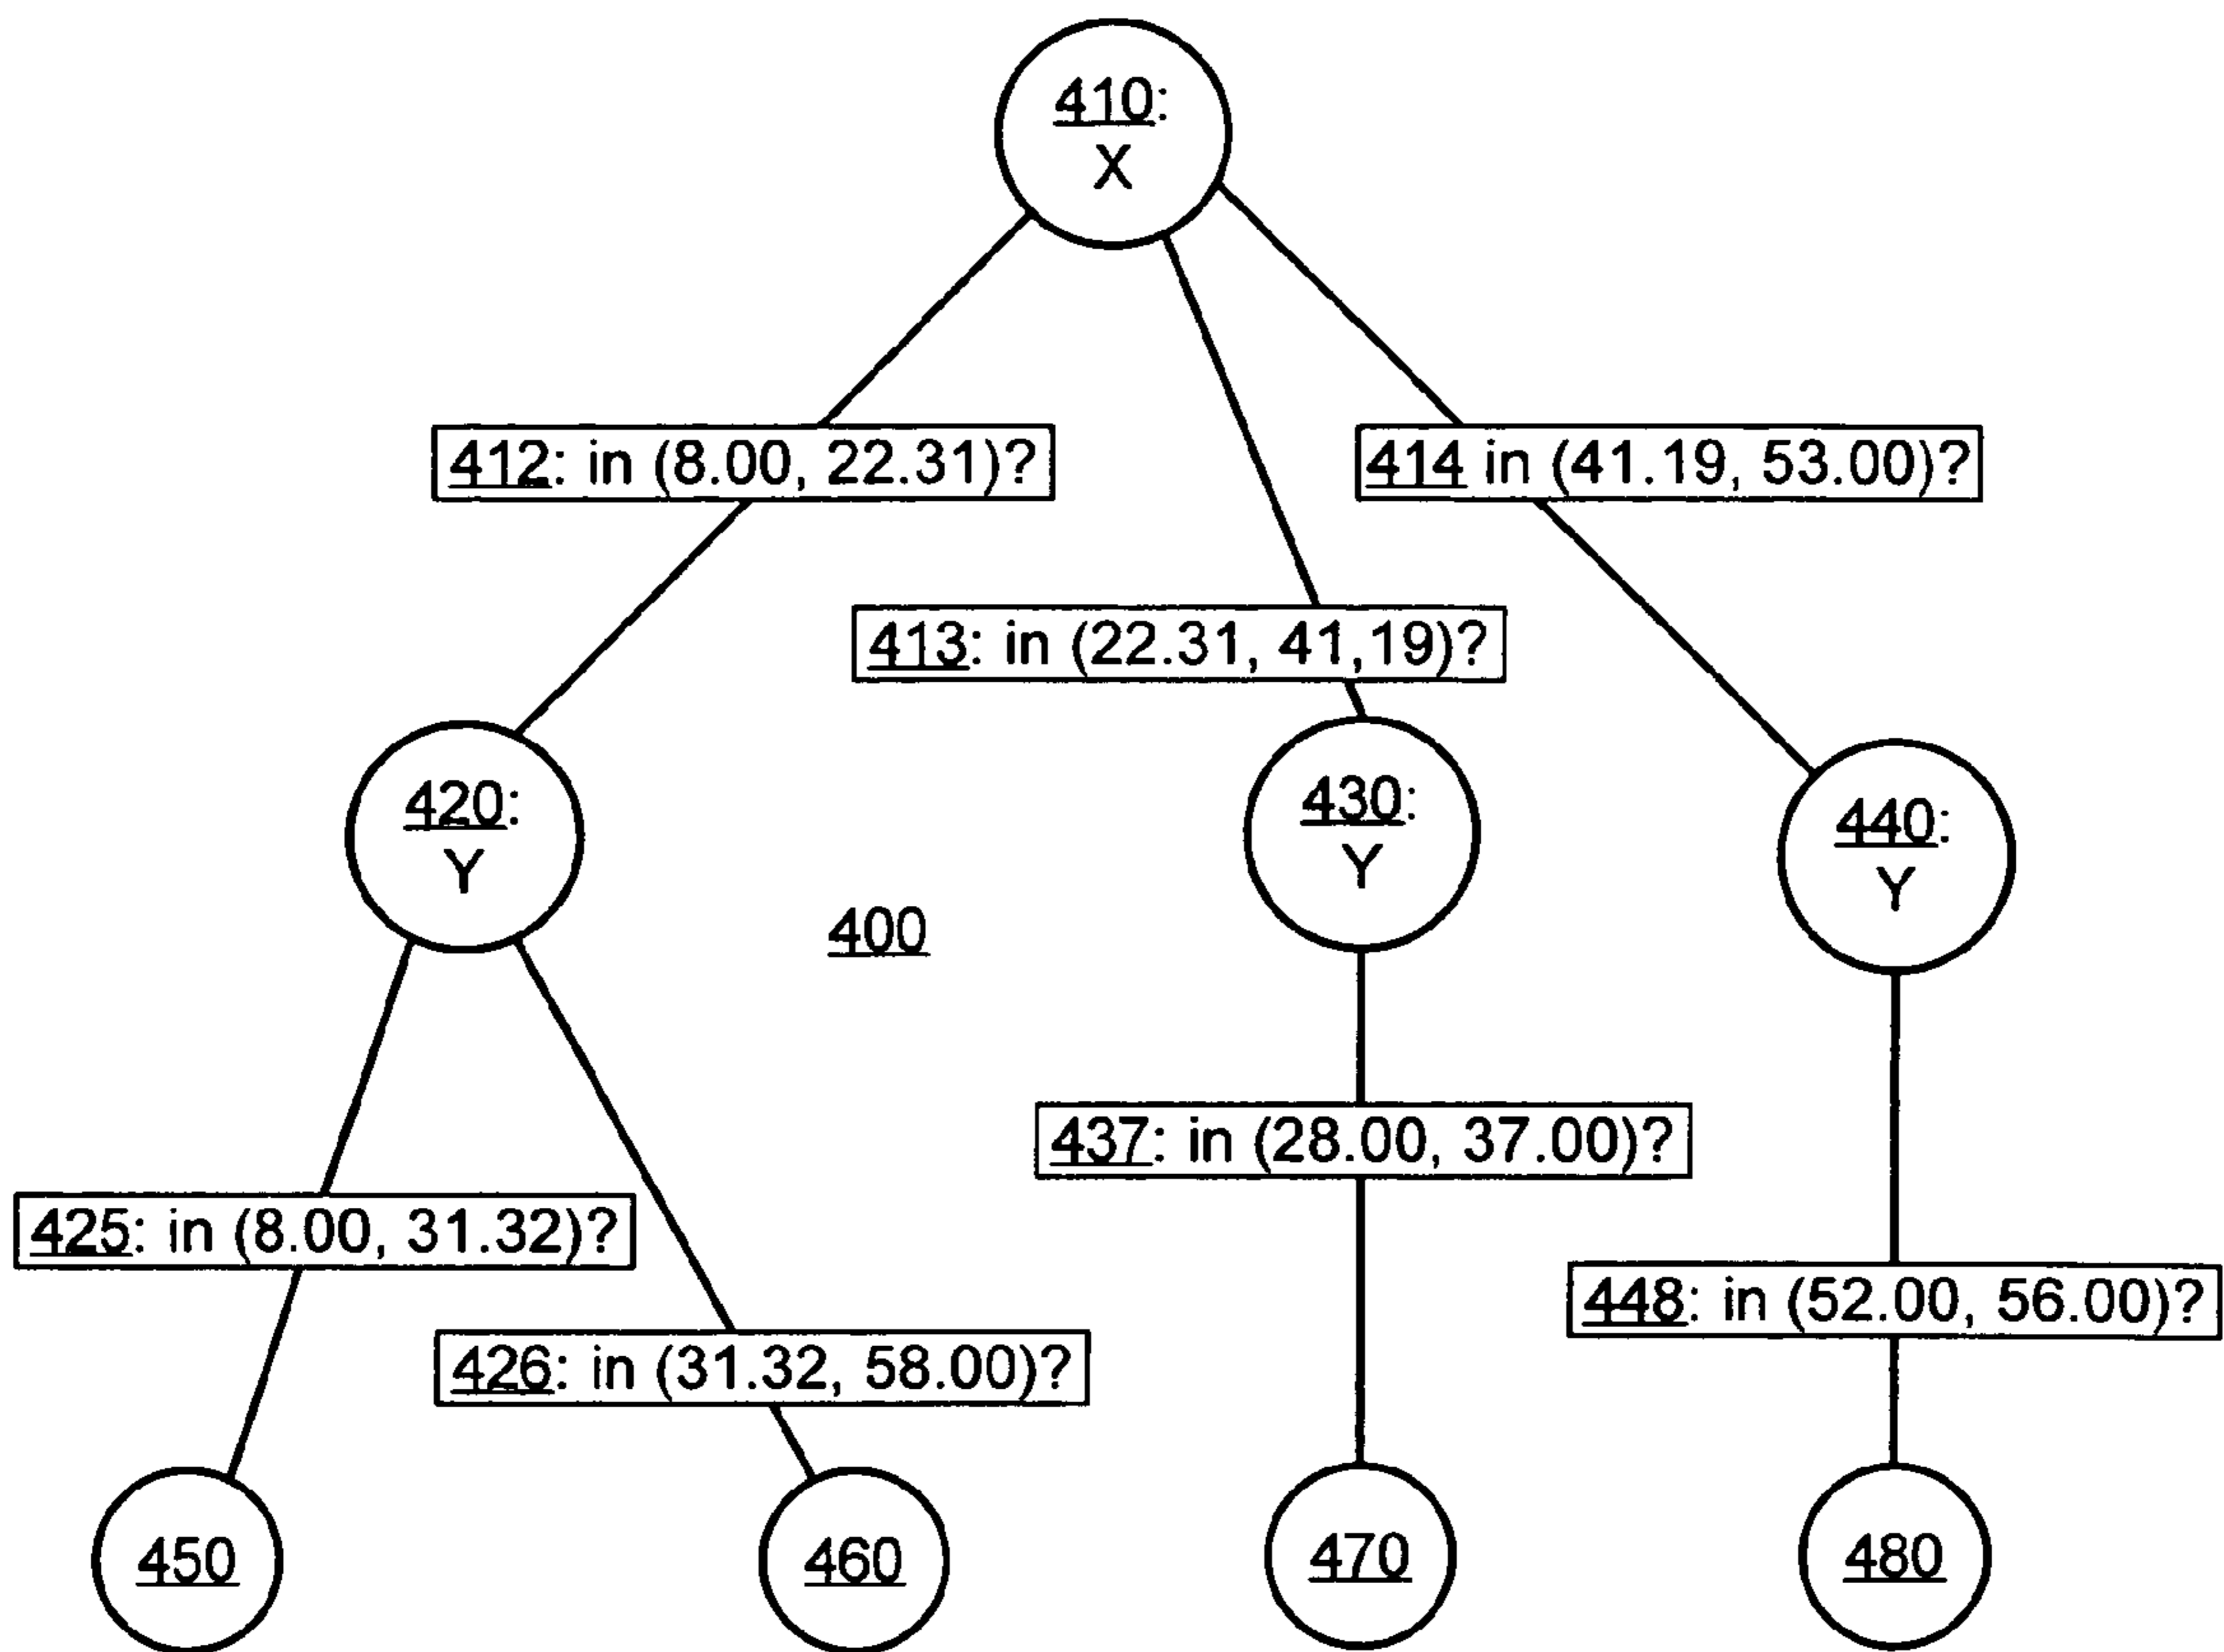 410:
X
412: in (8.00, 22.31)?
414 in (41.19, 53.00)?
413: in (22.31, 41,19)?
420:
Y
430:
Y
440:
Y
400
437: in (28.00, 37.00)?
425: in (8.00, 31.32)?
448: in (52.00, 56.00)?
426: in (31.32, 58.00)?
450
460
470
480